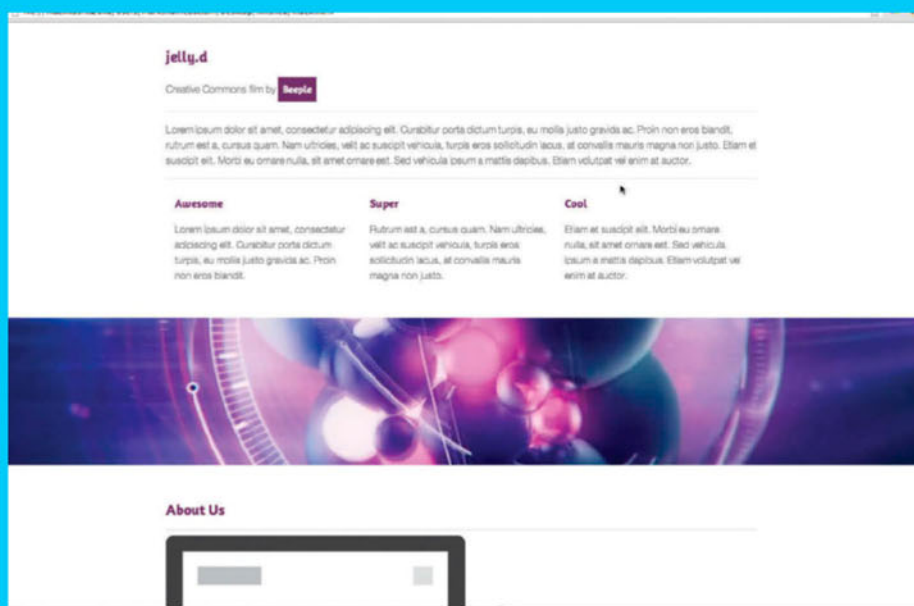 jelly.d
Creative Commons film by Beeple
Lorem ipsum dolor sit amet, consectetur adipiscing elit. Curabitur porta dictum turpis, eu mollis justo gravida ac. Proin non eros blandit,
rutrum est a, cursus quam. Nam ultricies, velit ac suscipit vehicula, turpis eros sollicitudin lacus, at convallis mauris magna non justo. Etiam et
suscipit elit. Morbi eu ornare nulla, sit amet ornare est. Sed vehicula ipsum a mattis dapibus. Etiam volutpat vel enim at auctor.
Awesome
Lorem ipsum dolor sit amet, consectetur
adipiscing elit. Curabitur porta dictum
turpis, eu mollis justo gravida ac. Proin
non eros blandit.
Super
Rutrum est a, cursus quam. Nam ultricies,
velit ac suscipit vehicula, turpis eros
sollicitudin lacus, at convallis mauris
magna non justo.
Cool
Etiam et suscipit elit. Morbi eu ornare
nulla, sit amet ornare est. Sed vehicula
ipsum a mattis dapibus. Etiam volutpat vel
enim at auctor.
About Us